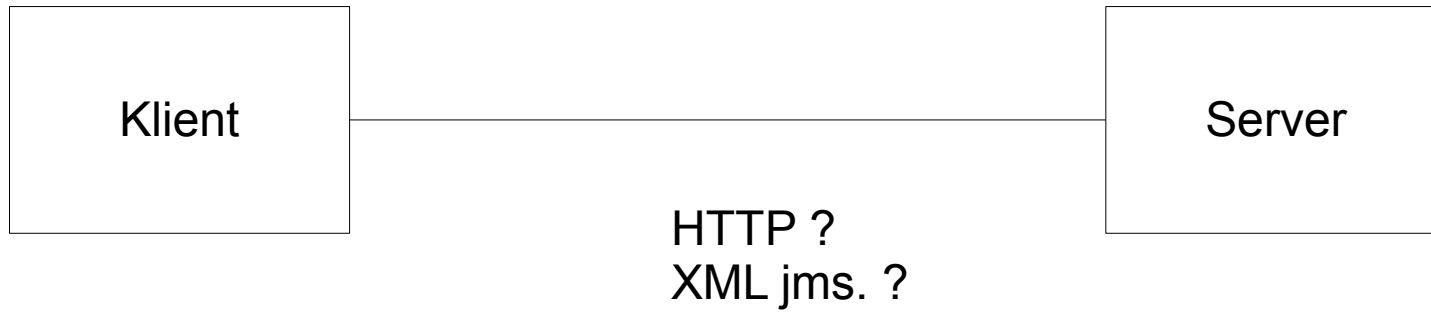 Klient
Server
HTTP ?
XML jms. ?